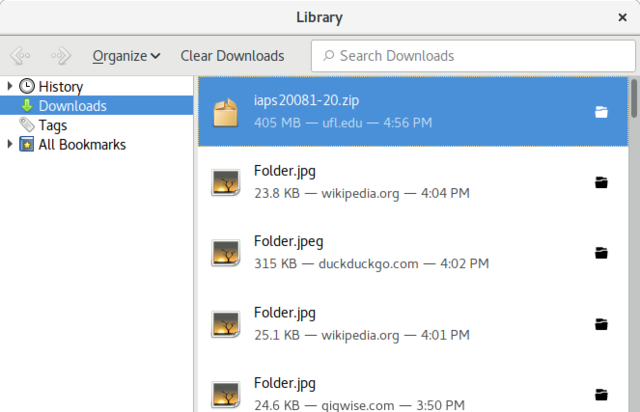 Library
Organize
Clear Downloads
Search Downloads
History
Downloads
Tags
All Bookmarks
iaps20081-20.zip
405 MB — ufl.edu — 4:56 PM
Folder.jpg
23.8 KB — wikipedia.org — 4:04 PM
Folder.jpeg
315 KB — duckduckgo.com — 4:02 PM
Folder.jpg
25.1 KB — wikipedia.org — 4:01 PM
Folder.jpg
24.6 KB — gigwise.com — 3:50 PM